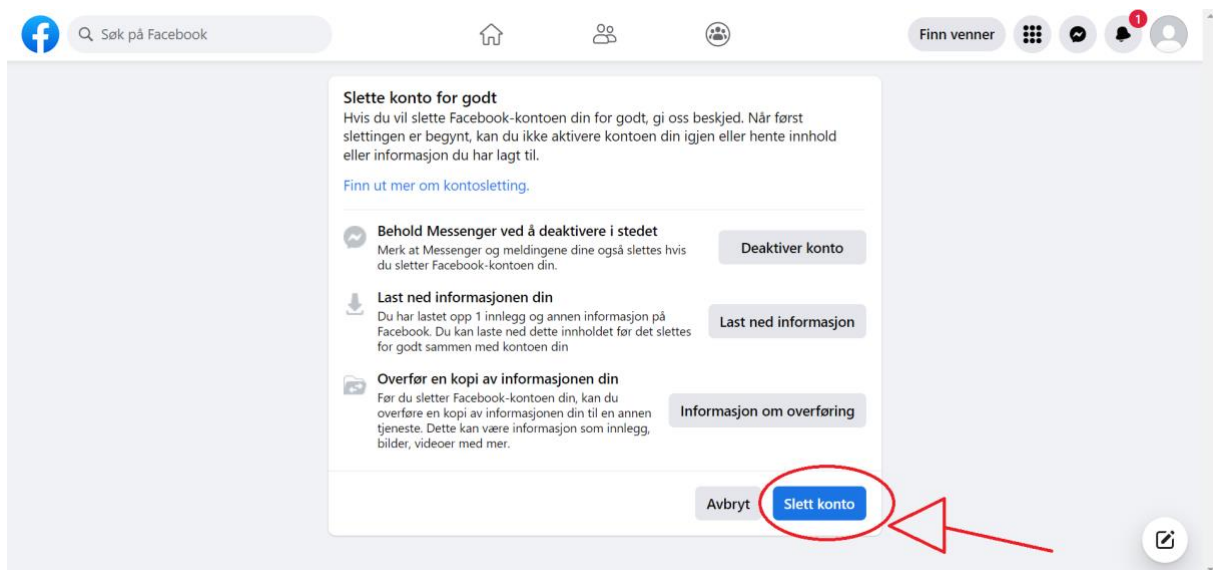 Søk på Facebook
Finn venner
1
Slette konto for godt
Hvis du vil slette Facebook-kontoen din for godt, gi oss beskjed. Når først
slettingen er begynt, kan du ikke aktivere kontoen din igjen eller hente innhold
eller informasjon du har lagt til.
Finn ut mer om kontosletting.
Behold Messenger ved å deaktivere i stedet
Merk at Messenger og meldingene dine også slettes hvis
du sletter Facebook-kontoen din.
Deaktiver konto
Last ned informasjonen din
Du har lastet opp 1 innlegg og annen informasjon på
Facebook. Du kan laste ned dette innholdet før det slettes
for godt sammen med kontoen din
Last ned informasjon
Overfør en kopi av informasjonen din
Før du sletter Facebook-kontoen din, kan du
overføre en kopi av informasjonen din til en annen
tjeneste. Dette kan være informasjon som innlegg,
bilder, videoer med mer.
Informasjon om overføring
Avbryt
Slett konto